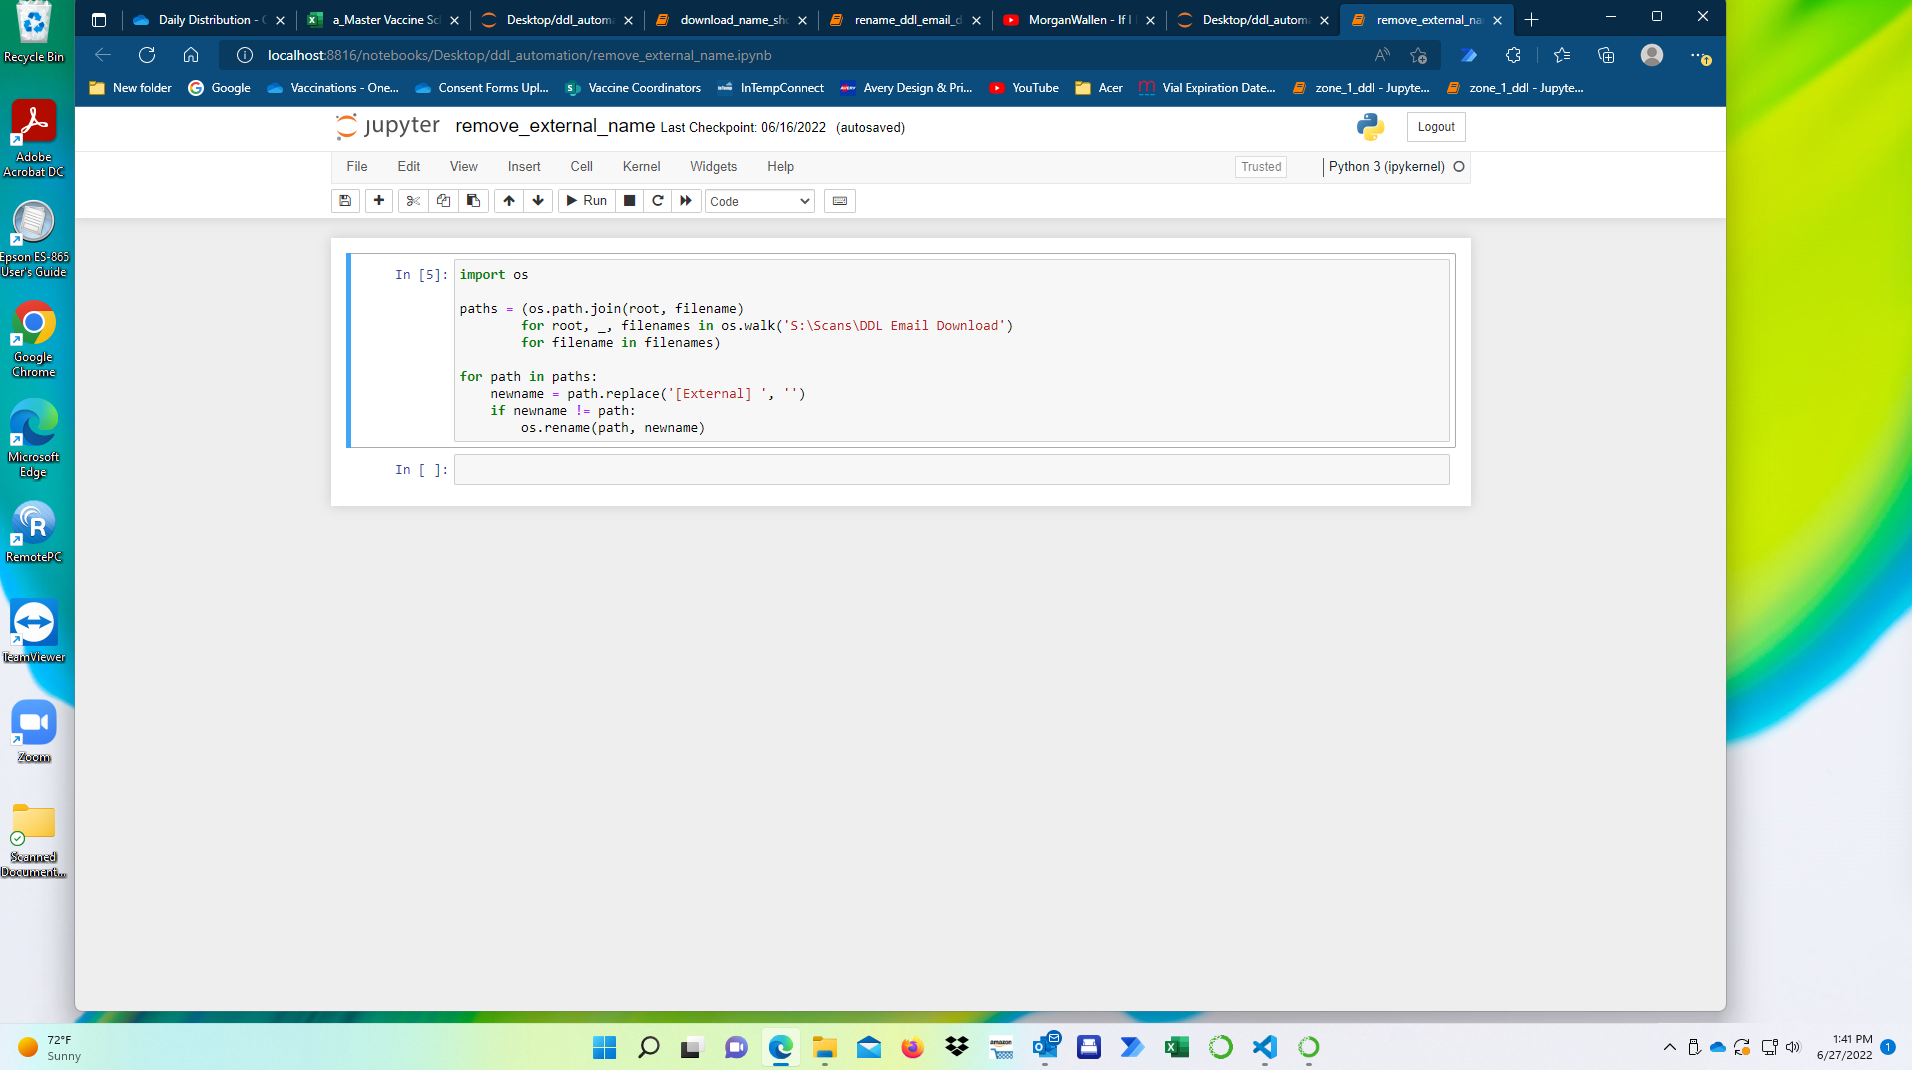 Recycle Bin
Adobe
Acrobat DC
Epson ES-865
User's Guide
Google
Chrome
Microsoft
Edge
RemotePC
TeamViewer
Zoom
Scanned
Document...
Daily Distribution -
a_Master Vaccine Sc
Desktop/ddl_autom
download_name_sh
rename_ddl_email_d
MorganWallen - If I
Desktop/ddl_autom
remove_external_na
localhost:8816/notebooks/Desktop/ddl_automation/remove_external_name.ipynb
New folder
Google
Vaccinations - One...
Consent Forms Upl...
Vaccine Coordinators
InTempConnect
Avery Design & Pri...
YouTube
Acer
Vial Expiration Date...
zone_1_ddl - Jupyte...
zone_1_ddl - Jupyte...
jupyter remove_external_name Last Checkpoint: 06/16/2022 (autosaved)
Logout
File Edit View Insert Cell Kernel Widgets Help
Trusted
Python 3 (ipykernel)
Run
Code
In [5]:
import os
paths = (os.path.join(root, filename)
for root, _, filenames in os.walk('S:\Scans\DDL Email Download')
for filename in filenames)
for path in paths:
newname = path.replace('[External] ', '')
if newname != path:
os.rename(path, newname)
In [ ]:
72°F
Sunny
amazon
1:41 PM
6/27/2022
1